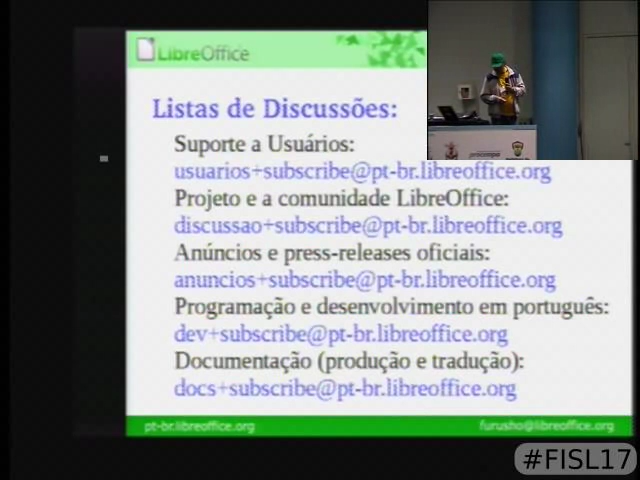 LibreOffice
Listas de Discussões:
Suporte a Usuários:
usuarios+subscribe@pt-br.libreoffice.org
Projeto e a comunidade LibreOffice:
discussao+subscribe@pt-br.libreoffice.org
Anúncios e press-releases oficiais:
anuncios+subscribe@pt-br.libreoffice.org
Programação e desenvolvimento em português:
dev+subscribe@pt-br.libreoffice.org
Documentação (produção e tradução):
docs+subscribe@pt-br.libreoffice.org
pt-br.libreoffice.org furusho@libreoffice.org
#FISL17